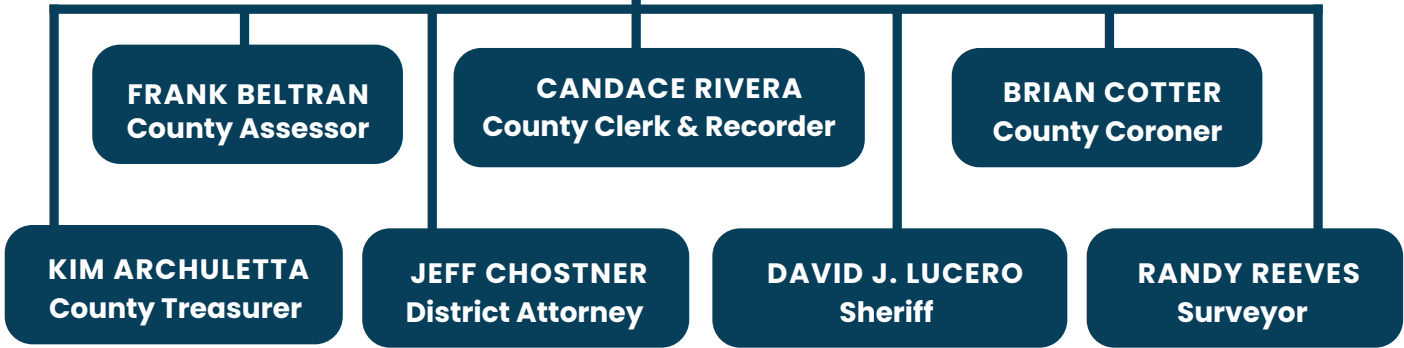 FRANK BELTRAN
County Assessor
CANDACE RIVERA
County Clerk & Recorder
BRIAN COTTER
County Coroner
KIM ARCHULETTA
County Treasurer
JEFF CHOSTNER
District Attorney
DAVID J. LUCERO
Sheriff
RANDY REEVES
Surveyor